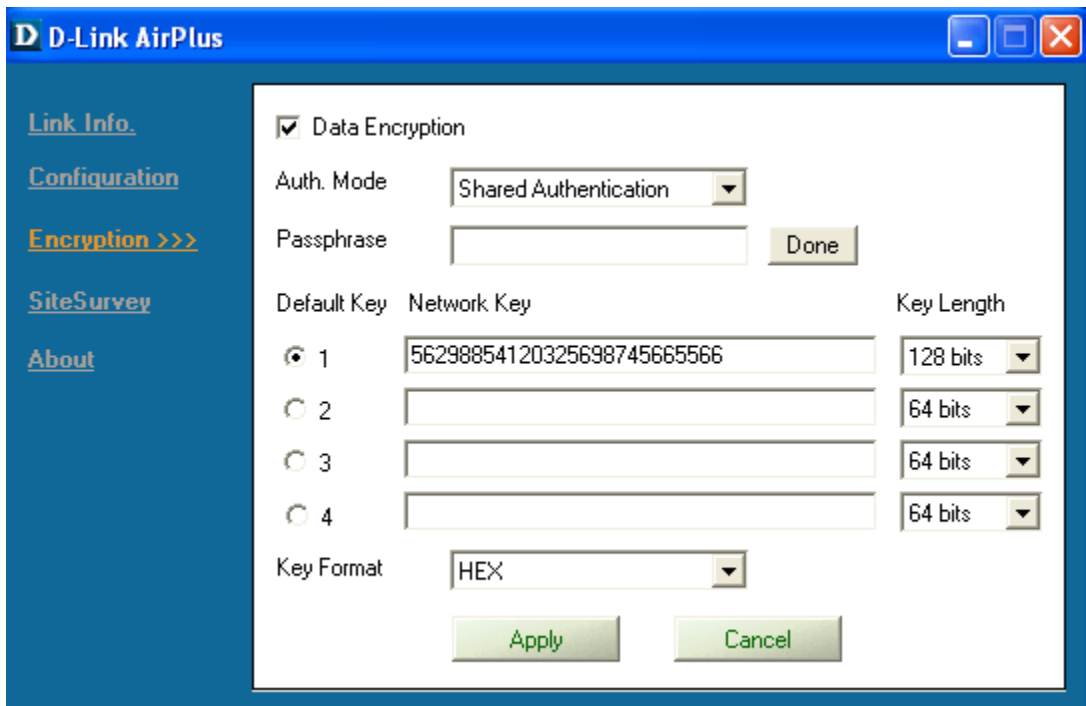 D D-Link AirPlus
Link Info.
Configuration
Encryption >>>
SiteSurvey
About
Data Encryption
Auth. Mode Shared Authentication
Passphrase Done
Default Key Network Key Key Length
1 56298854120325698745665566 128 bits
2 64 bits
3 64 bits
4 64 bits
Key Format HEX
Apply Cancel